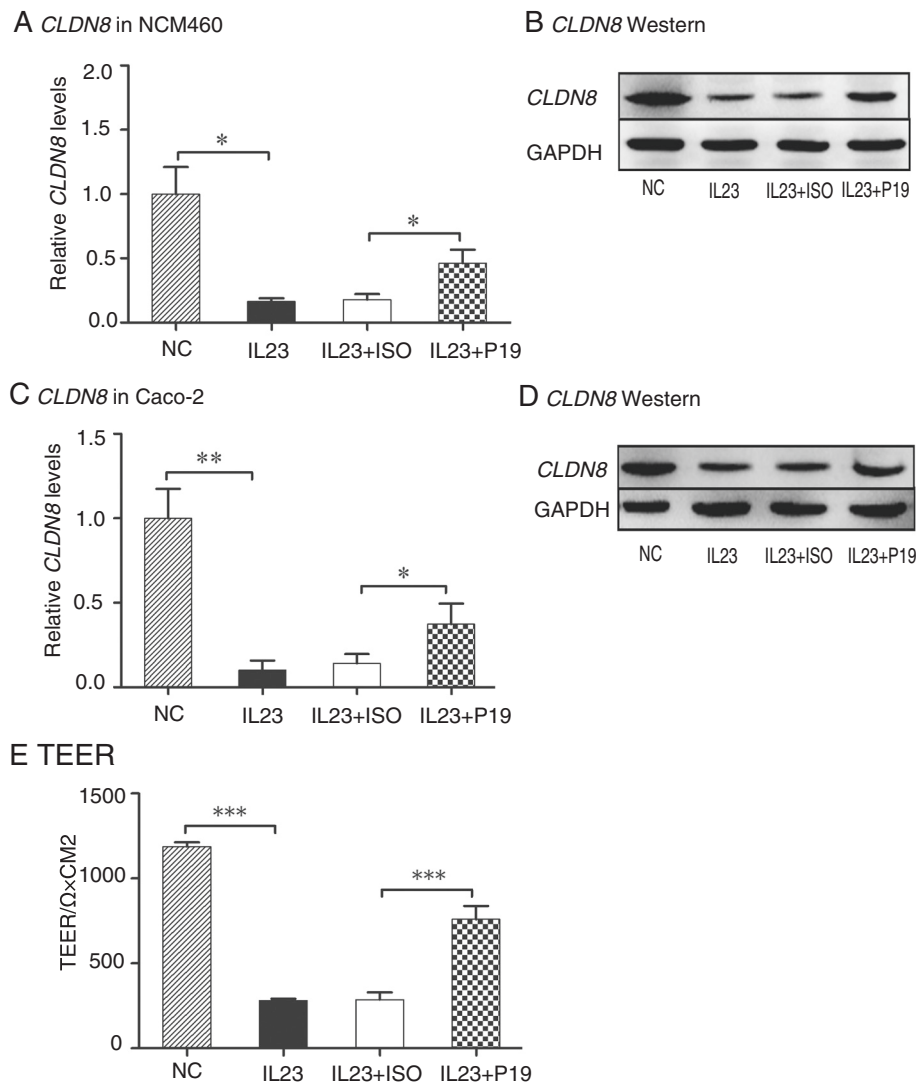 A CLDN8 in NCM460
Relative CLDN8 levels
2.0
1.5
1.0
0.5
0.0
*
*
NC IL23 IL23+ISO IL23+P19
B CLDN8 Western
CLDN8
GAPDH
NC IL23 IL23+ISO IL23+P19
C CLDN8 in Caco-2
Relative CLDN8 levels
1.5
1.0
0.5
0.0
**
*
NC IL23 IL23+ISO IL23+P19
D CLDN8 Western
CLDN8
GAPDH
NC IL23 IL23+ISO IL23+P19
E TEER
TEER/Ω×CM2
1500
1000
500
0
***
***
NC IL23 IL23+ISO IL23+P19